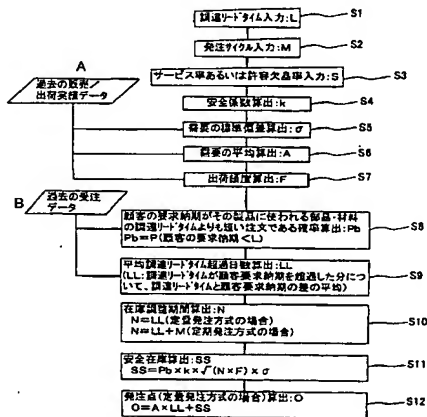 調達リードタイム入力:L
S1
発注サイクル入力:M
S2
A
サービス率あるいは許容欠品率入力:S
S3
過去の販売/
出荷実績データ
安全係数算出:k
S4
需要の標準偏差算出:σ
S5
需要の平均算出:A
S6
出荷頻度算出:F
S7
B
過去の受注
データ
顧客の要求納期がその製品に使われる部品・材料
の調達リードタイムよりも短い注文である確率算出:Pb
Pb=P(顧客の要求納期<L)
S8
平均調達リードタイム超過日数算出:LL
(LL:調達リードタイムが顧客要求納期を超過した分に
ついて、調達リードタイムと顧客要求納期の差の平均)
S9
在庫調整期間算出:N
N=LL(定量発注方式の場合)
N=LL+M(定期発注方式の場合)
S10
安全在庫算出:SS
SS=Pb×k×√(N×F)×σ
S11
発注点(定量発注方式の場合)算出:O
O=A×LL+SS
S12